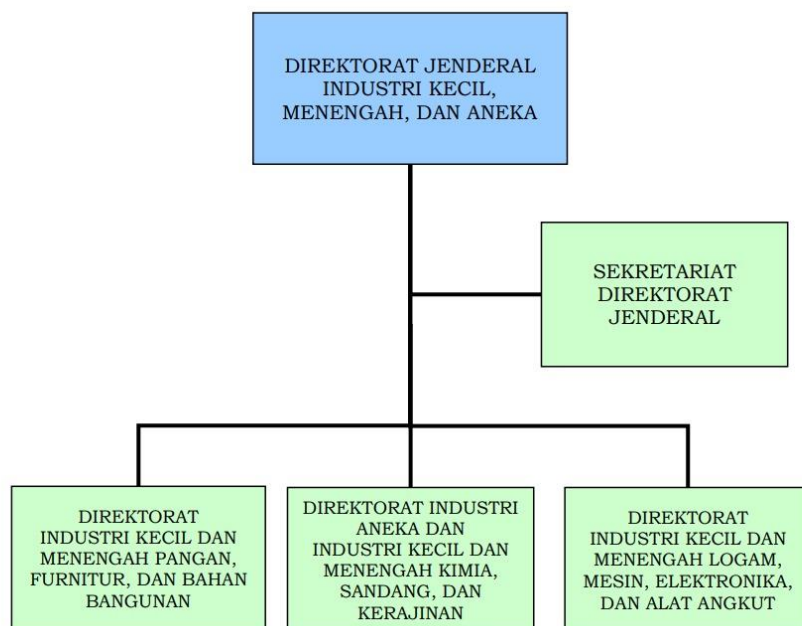 DIREKTORAT JENDERAL
INDUSTRI KECIL,
MENENGAH, DAN ANEKA
SEKRETARIAT
DIREKTORAT
JENDERAL
DIREKTORAT
INDUSTRI KECIL DAN
MENENGAH PANGAN,
FURNITUR, DAN BAHAN
BANGUNAN
DIREKTORAT INDUSTRI
ANEKA DAN
INDUSTRI KECIL DAN
MENENGAH KIMIA,
SANDANG, DAN
KERAJINAN
DIREKTORAT
INDUSTRI KECIL DAN
MENENGAH LOGAM,
MESIN, ELEKTRONIKA,
DAN ALAT ANGKUT